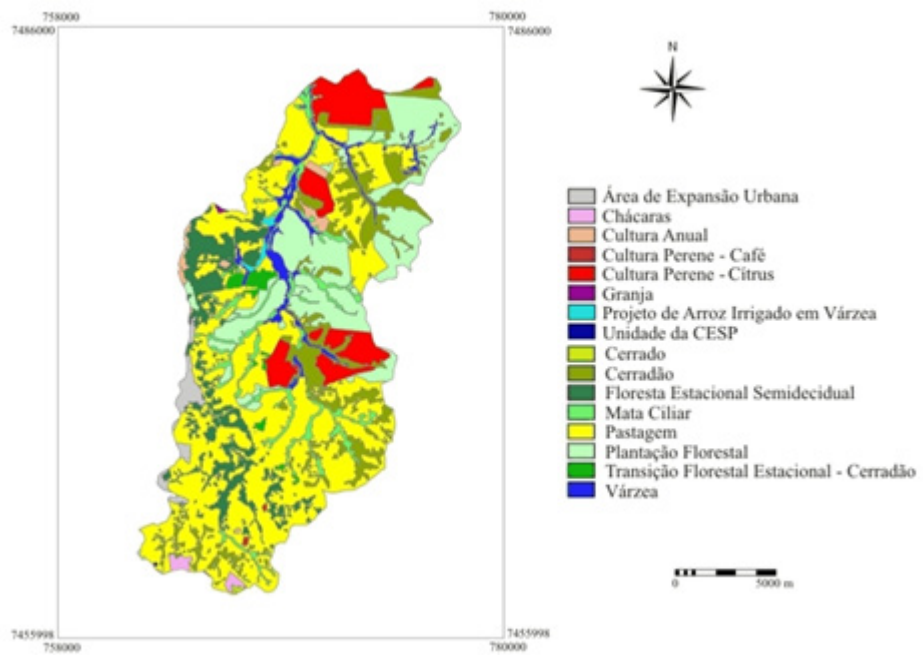 758000
780000
7486000
7486000
N
Área de Expansão Urbana
Chácaras
Cultura Anual
Cultura Perene - Café
Cultura Perene - Citrus
Granja
Projeto de Arroz Irrigado em Várzea
Unidade da CESP
Cerrado
Cerradão
Floresta Estacional Semidecidual
Mata Ciliar
Pastagem
Plantação Florestal
Transição Florestal Estacional - Cerradão
Várzea
0 5000 m
7455998
7455998
758000
780000